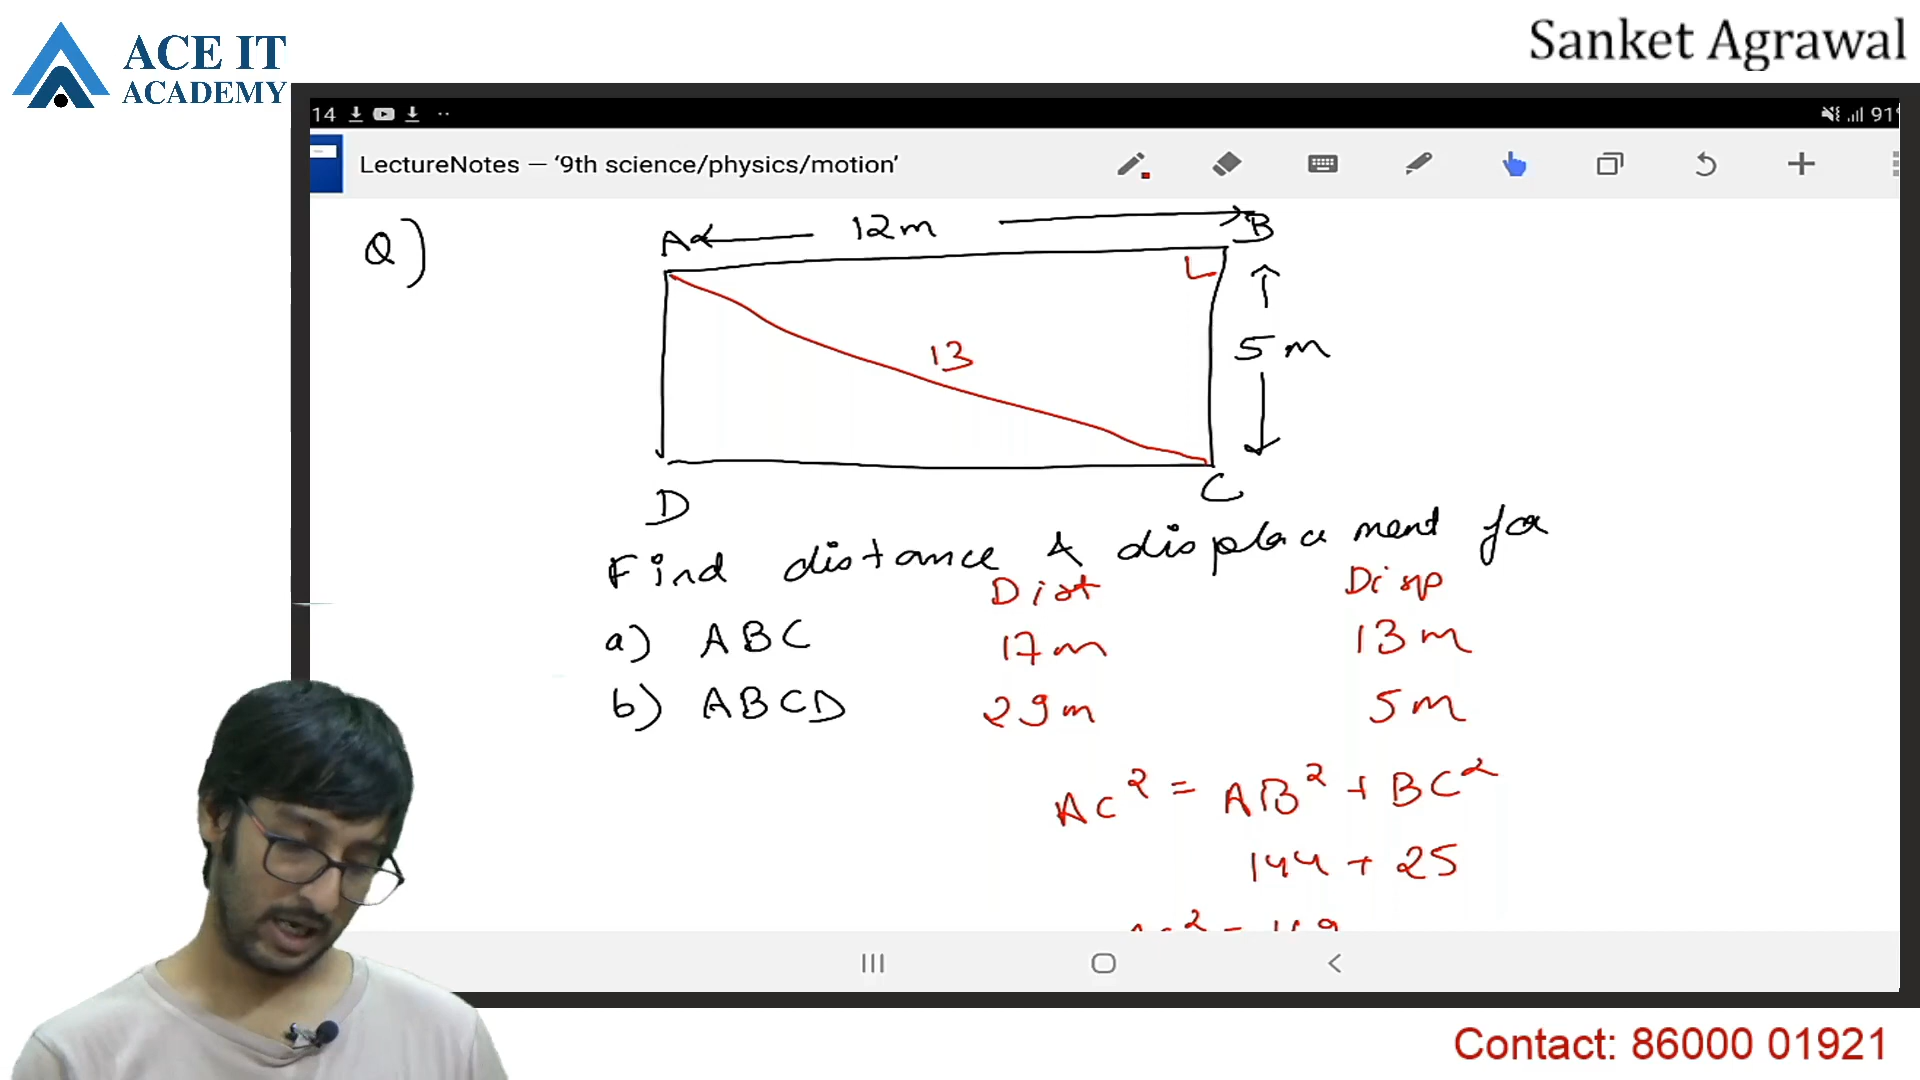 ACE IT
ACADEMY
Sanket Agrawal
14
91
LectureNotes — ‘9th science/physics/motion’
Q)
A 12m B
13
5m
D C
Find distance & displacement for
Dist Disp
a) ABC 17m 13m
b) ABCD 29m 5m
AC² = AB² + BC²
144 + 25
Contact: 86000 01921